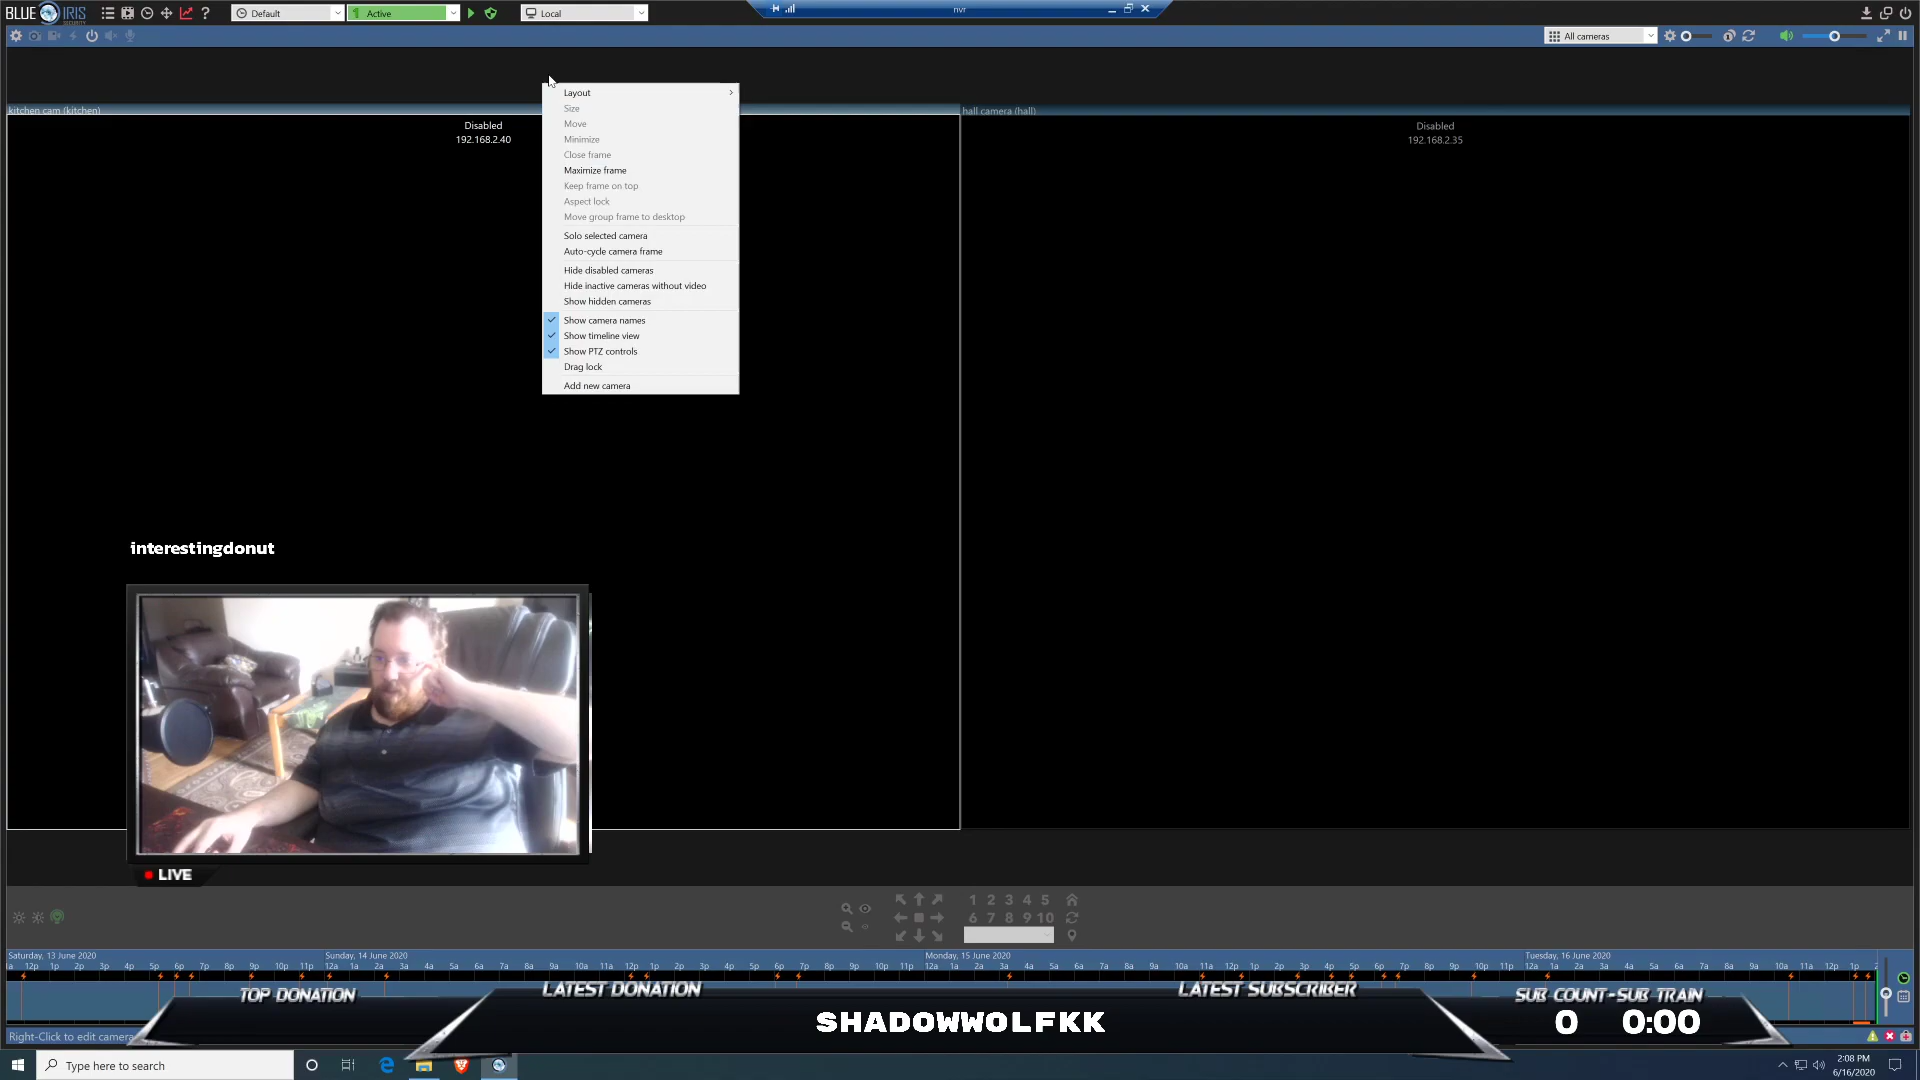 BLUE IRIS
SECURITY
?
Default
1 Active
Local
nvr
All cameras
kitchen cam (kitchen)
hall camera (hall)
Disabled
192.168.2.40
Disabled
192.168.2.35
Layout
Size
Move
Minimize
Close frame
Maximize frame
Keep frame on top
Aspect lock
Move group frame to desktop
Solo selected camera
Auto-cycle camera frame
Hide disabled cameras
Hide inactive cameras without video
Show hidden cameras
Show camera names
Show timeline view
Show PTZ controls
Drag lock
Add new camera
interestingdonut
LIVE
1 2 3 4 5
6 7 8 9 10
Saturday, 13 June 2020 Sunday, 14 June 2020 Monday, 15 June 2020 Tuesday, 16 June 2020
TOP DONATION
LATEST DONATION
LATEST SUBSCRIBER
SUB COUNT-SUB TRAIN
SHADOWWOLFKK
0 0:00
Right-Click to edit camera
Type here to search
2:08 PM
6/16/2020